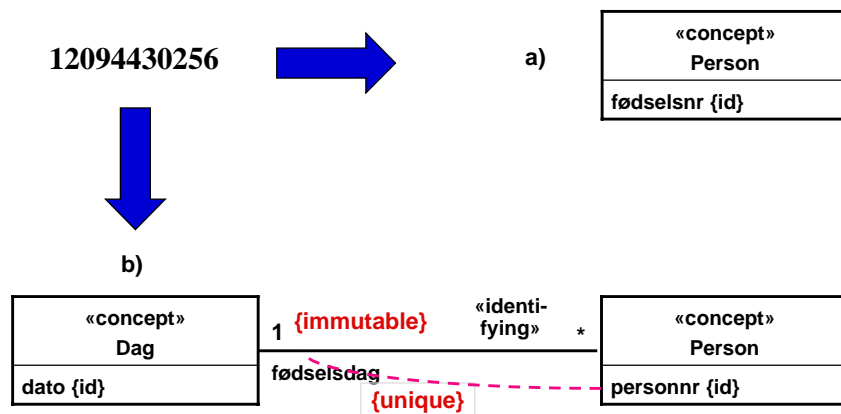 12094430256
a)
«concept»
Person
fødselsnr {id}
b)
«concept»
Dag
dato {id}
1
{immutable}
«identi-
fying»
*
fødselsdag
{unique}
«concept»
Person
personnr {id}